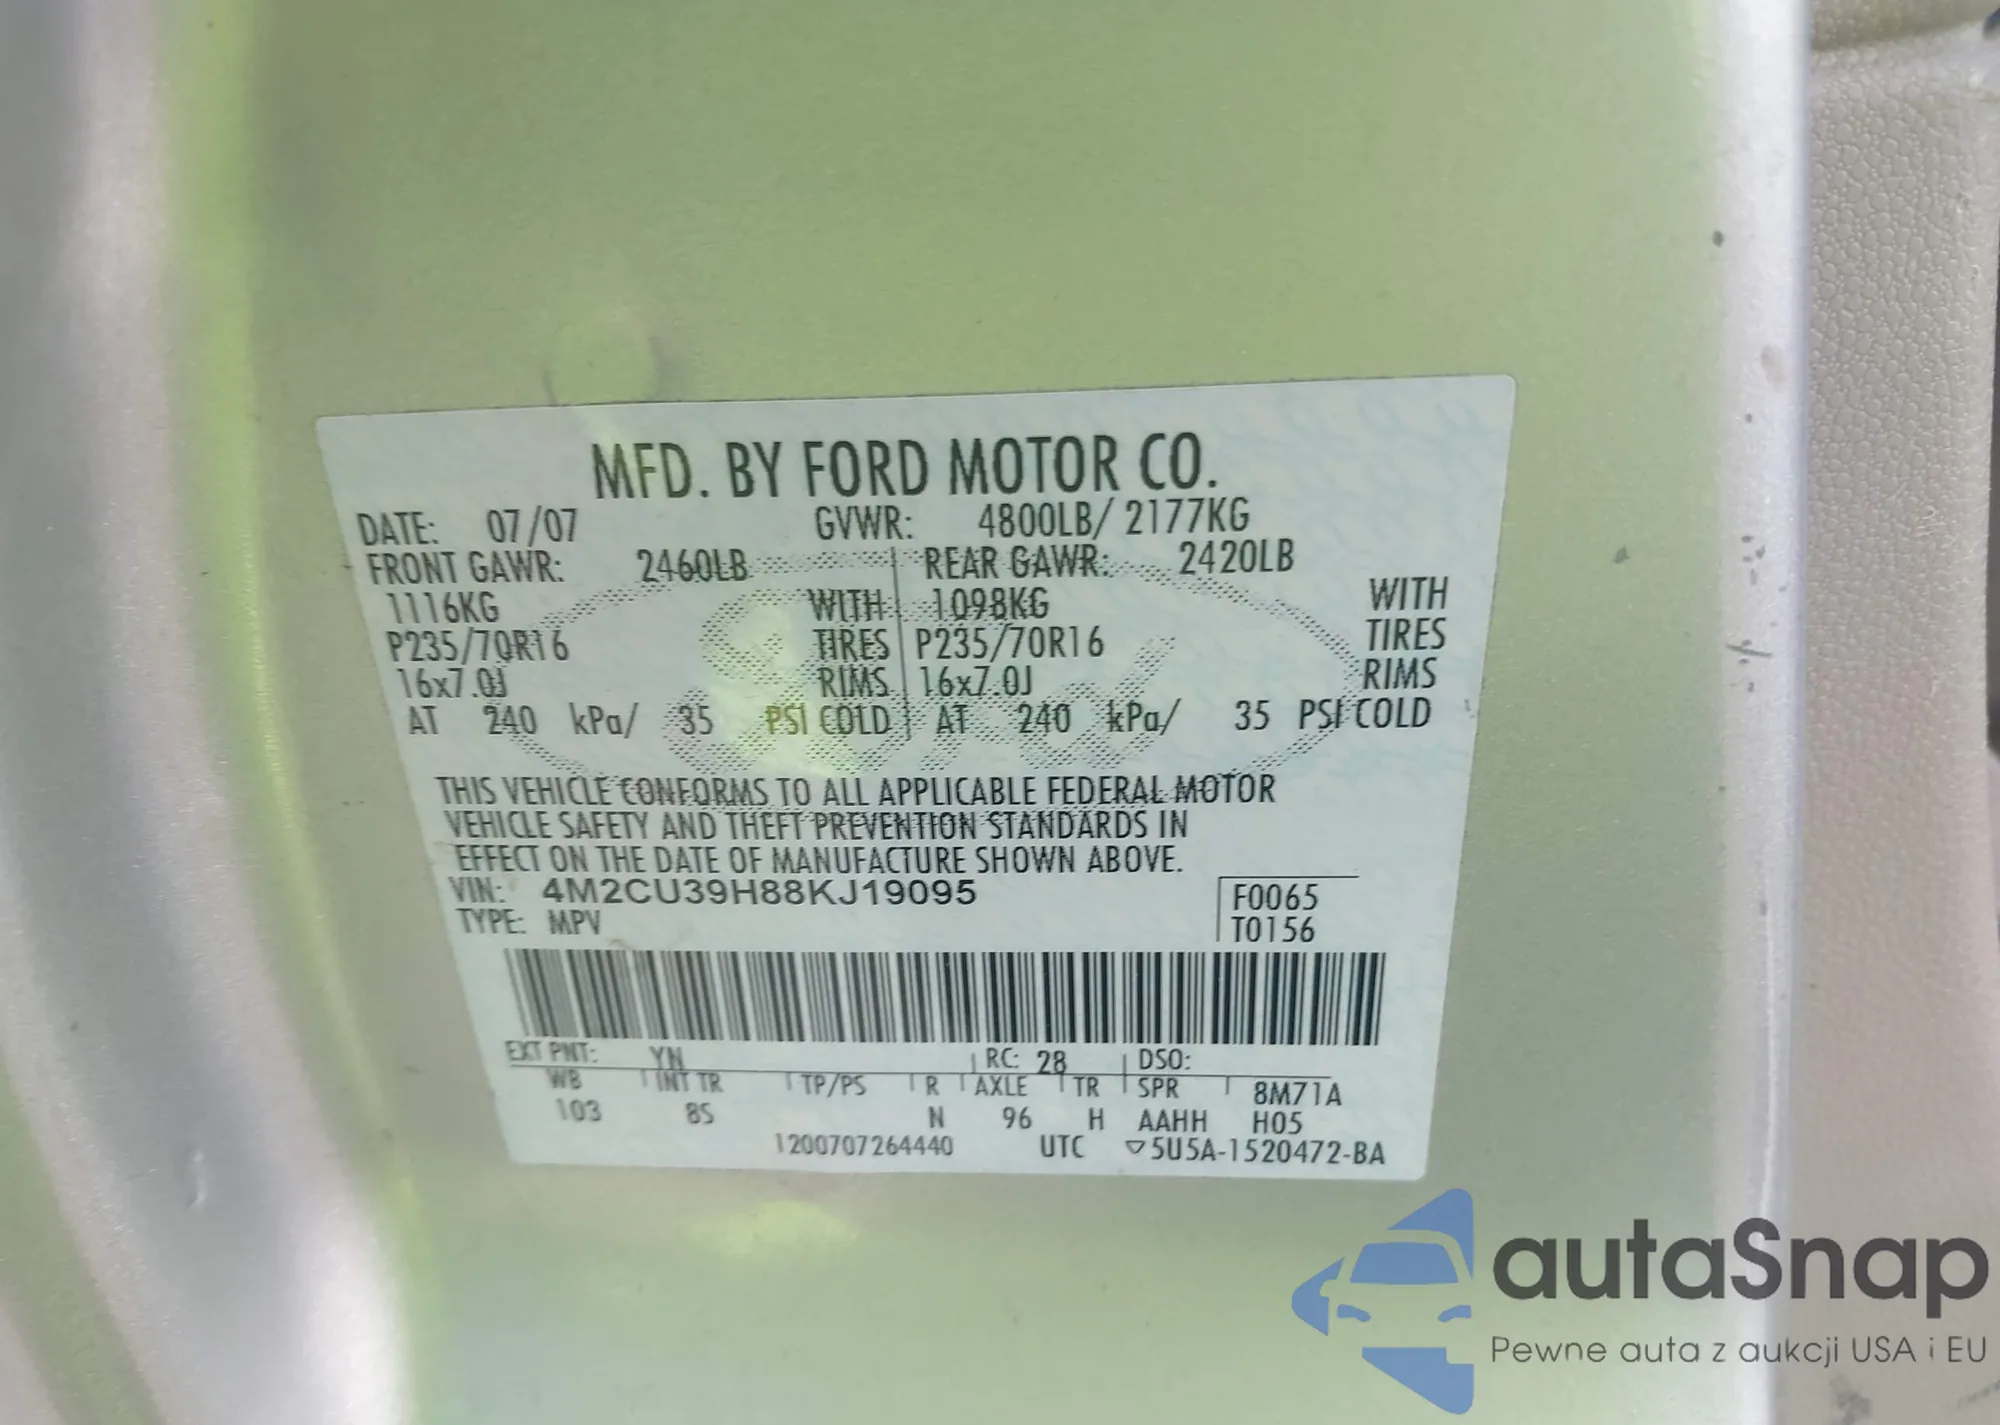 MFD. BY FORD MOTOR CO.
DATE: 07/07 GVWR: 4800LB/ 2177KG
FRONT GAWR: 2460LB REAR GAWR: 2420LB
1116KG WITH 1098KG WITH
P235/70R16 TIRES P235/70R16 TIRES
16x7.0J RIMS 16x7.0J RIMS
AT 240 kPa/ 35 PSI COLD AT 240 kPa/ 35 PSI COLD
THIS VEHICLE CONFORMS TO ALL APPLICABLE FEDERAL MOTOR
VEHICLE SAFETY AND THEFT PREVENTION STANDARDS IN
EFFECT ON THE DATE OF MANUFACTURE SHOWN ABOVE.
VIN: 4M2CU39H88KJ19095 F0065
TYPE: MPV T0156
EXT PNT: YN RC: 28 DSO:
WB INT TR TP/PS R AXLE TR SPR 8M71A
103 8S N 96 H AAHH H05
1200707264440 UTC ▽5U5A-1520472-BA
autaSnap
Pewne auta z aukcji USA i EU